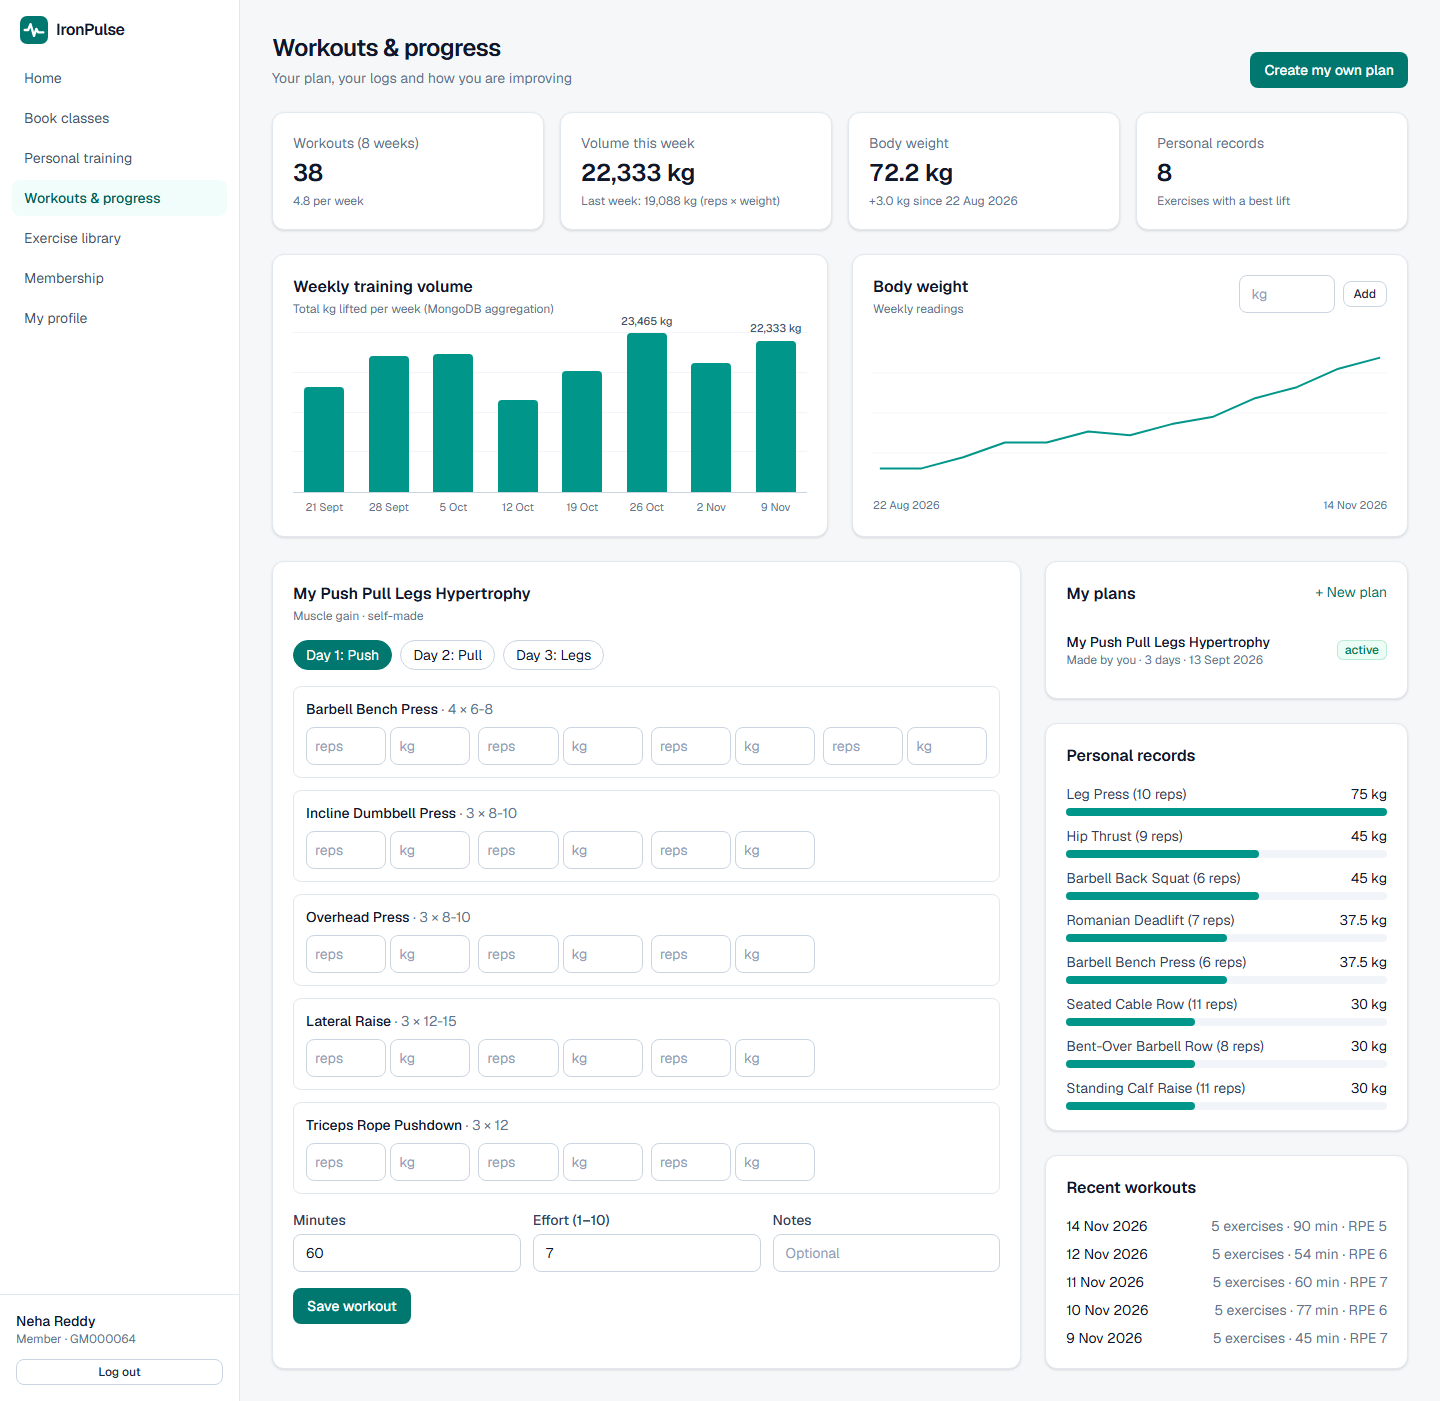 IronPulse
Home
Book classes
Personal training
Workouts & progress
Exercise library
Membership
My profile
Neha Reddy
Member · GM000064
Log out
Workouts & progress
Your plan, your logs and how you are improving
Create my own plan
Workouts (8 weeks)
38
4.8 per week
Volume this week
22,333 kg
Last week: 19,088 kg (reps × weight)
Body weight
72.2 kg
+3.0 kg since 22 Aug 2026
Personal records
8
Exercises with a best lift
Weekly training volume
Total kg lifted per week (MongoDB aggregation)
23,465 kg
22,333 kg
21 Sept 28 Sept 5 Oct 12 Oct 19 Oct 26 Oct 2 Nov 9 Nov
Body weight
Weekly readings
kg Add
22 Aug 2026 14 Nov 2026
My Push Pull Legs Hypertrophy
Muscle gain · self-made
Day 1: Push Day 2: Pull Day 3: Legs
Barbell Bench Press · 4 × 6-8
reps kg reps kg reps kg reps kg
Incline Dumbbell Press · 3 × 8-10
reps kg reps kg reps kg
Overhead Press · 3 × 8-10
reps kg reps kg reps kg
Lateral Raise · 3 × 12-15
reps kg reps kg reps kg
Triceps Rope Pushdown · 3 × 12
reps kg reps kg reps kg
Minutes Effort (1–10) Notes
60 7 Optional
Save workout
My plans + New plan
My Push Pull Legs Hypertrophy
Made by you · 3 days · 13 Sept 2026
active
Personal records
Leg Press (10 reps) 75 kg
Hip Thrust (9 reps) 45 kg
Barbell Back Squat (6 reps) 45 kg
Romanian Deadlift (7 reps) 37.5 kg
Barbell Bench Press (6 reps) 37.5 kg
Seated Cable Row (11 reps) 30 kg
Bent-Over Barbell Row (8 reps) 30 kg
Standing Calf Raise (11 reps) 30 kg
Recent workouts
14 Nov 2026 5 exercises · 90 min · RPE 5
12 Nov 2026 5 exercises · 54 min · RPE 6
11 Nov 2026 5 exercises · 60 min · RPE 7
10 Nov 2026 5 exercises · 77 min · RPE 6
9 Nov 2026 5 exercises · 45 min · RPE 7